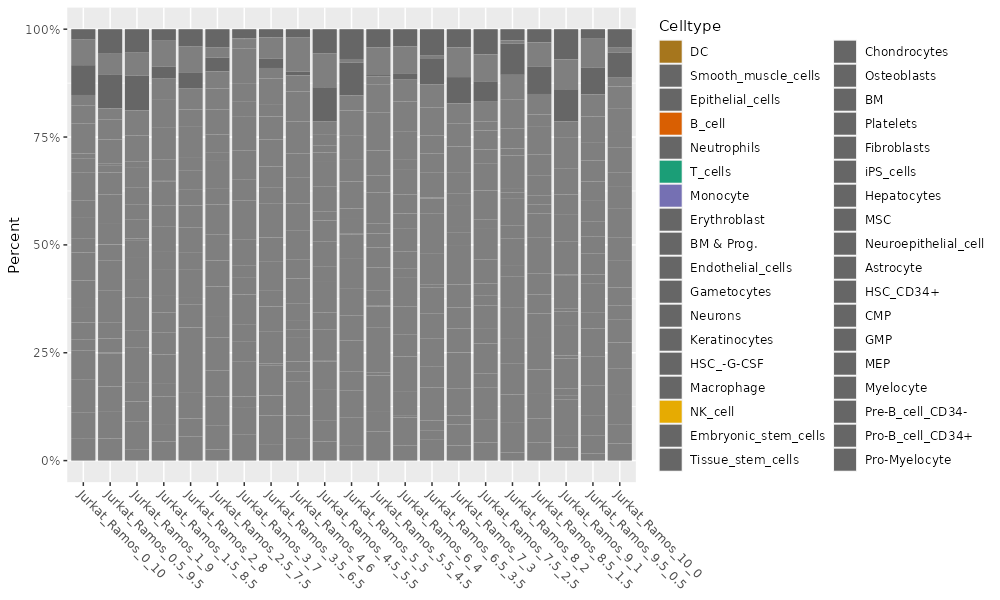 Celltype
100%
75%
50%
25%
0%
Percent
DC
Smooth_muscle_cells
Epithelial_cells
B_cell
Neutrophils
T_cells
Monocyte
Erythroblast
BM & Prog.
Endothelial_cells
Gametocytes
Neurons
Keratinocytes
HSC_-G-CSF
Macrophage
NK_cell
Embryonic_stem_cells
Tissue_stem_cells
Chondrocytes
Osteoblasts
BM
Platelets
Fibroblasts
iPS_cells
Hepatocytes
MSC
Neuroepithelial_cell
Astrocyte
HSC_CD34+
CMP
GMP
MEP
Myelocyte
Pre-B_cell_CD34-
Pro-B_cell_CD34+
Pro-Myelocyte
Jurkat_Ramos_0_10
Jurkat_Ramos_0.5_9.5
Jurkat_Ramos_1_9
Jurkat_Ramos_1.5_8.5
Jurkat_Ramos_2_8
Jurkat_Ramos_2.5_7.5
Jurkat_Ramos_3_7
Jurkat_Ramos_3.5_6.5
Jurkat_Ramos_4_6
Jurkat_Ramos_4.5_5.5
Jurkat_Ramos_5_5
Jurkat_Ramos_5.5_4.5
Jurkat_Ramos_6_4
Jurkat_Ramos_6.5_3.5
Jurkat_Ramos_7_3
Jurkat_Ramos_7.5_2.5
Jurkat_Ramos_8_2
Jurkat_Ramos_8.5_1.5
Jurkat_Ramos_9_1
Jurkat_Ramos_9.5_0.5
Jurkat_Ramos_10_0